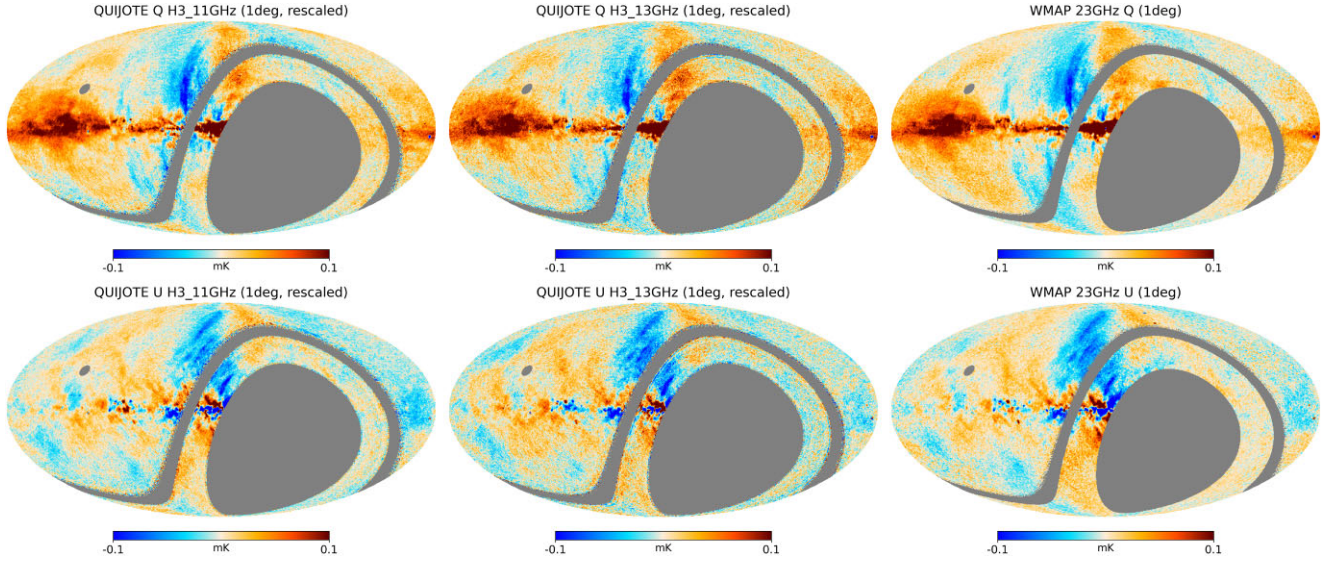 QUIJOTE Q H3_11GHz (1deg, rescaled)
QUIJOTE Q H3_13GHz (1deg, rescaled)
WMAP 23GHz Q (1deg)
-0.1 mK 0.1
-0.1 mK 0.1
-0.1 mK 0.1
QUIJOTE U H3_11GHz (1deg, rescaled)
QUIJOTE U H3_13GHz (1deg, rescaled)
WMAP 23GHz U (1deg)
-0.1 mK 0.1
-0.1 mK 0.1
-0.1 mK 0.1